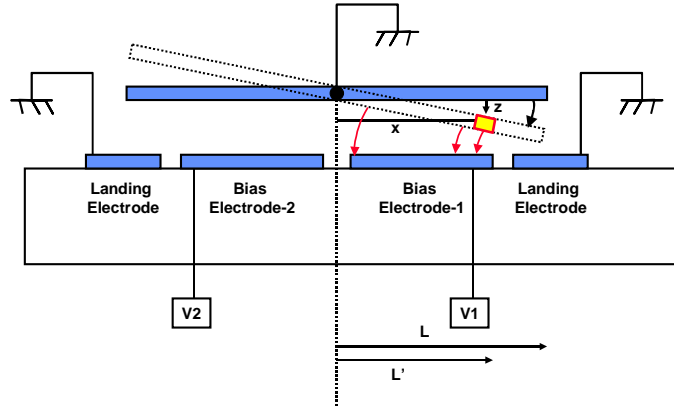 z
x
Landing
Electrode
Bias
Electrode-2
Bias
Electrode-1
Landing
Electrode
V2
V1
L
L’